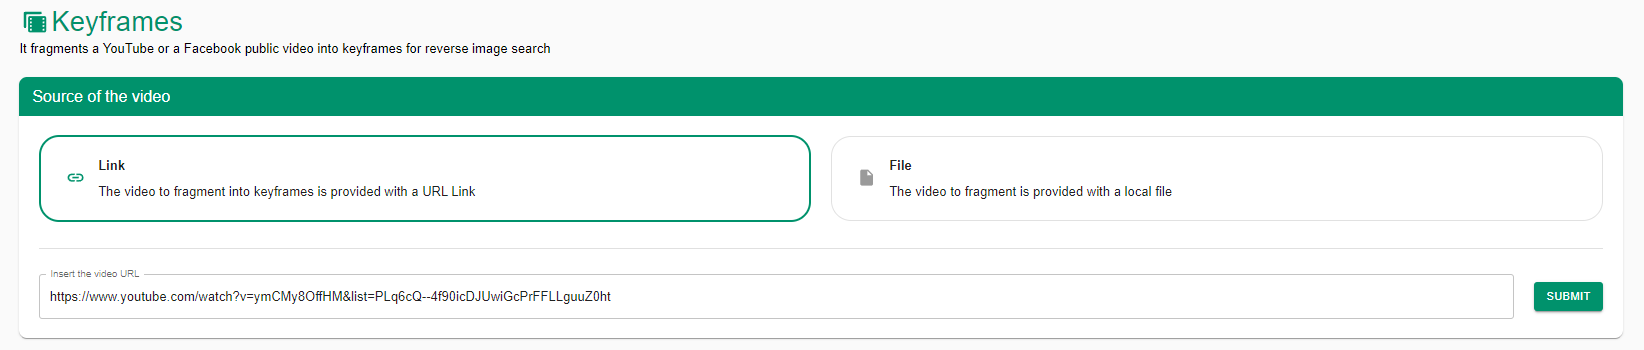 Keyframes
It fragments a YouTube or a Facebook public video into keyframes for reverse image search
Source of the video
Link
The video to fragment into keyframes is provided with a URL Link
File
The video to fragment is provided with a local file
Insert the video URL
https://www.youtube.com/watch?v=ymCMy8OffHM&list=PLq6cQ--4f90icDJUwiGcPrFFLLguuZ0ht
SUBMIT